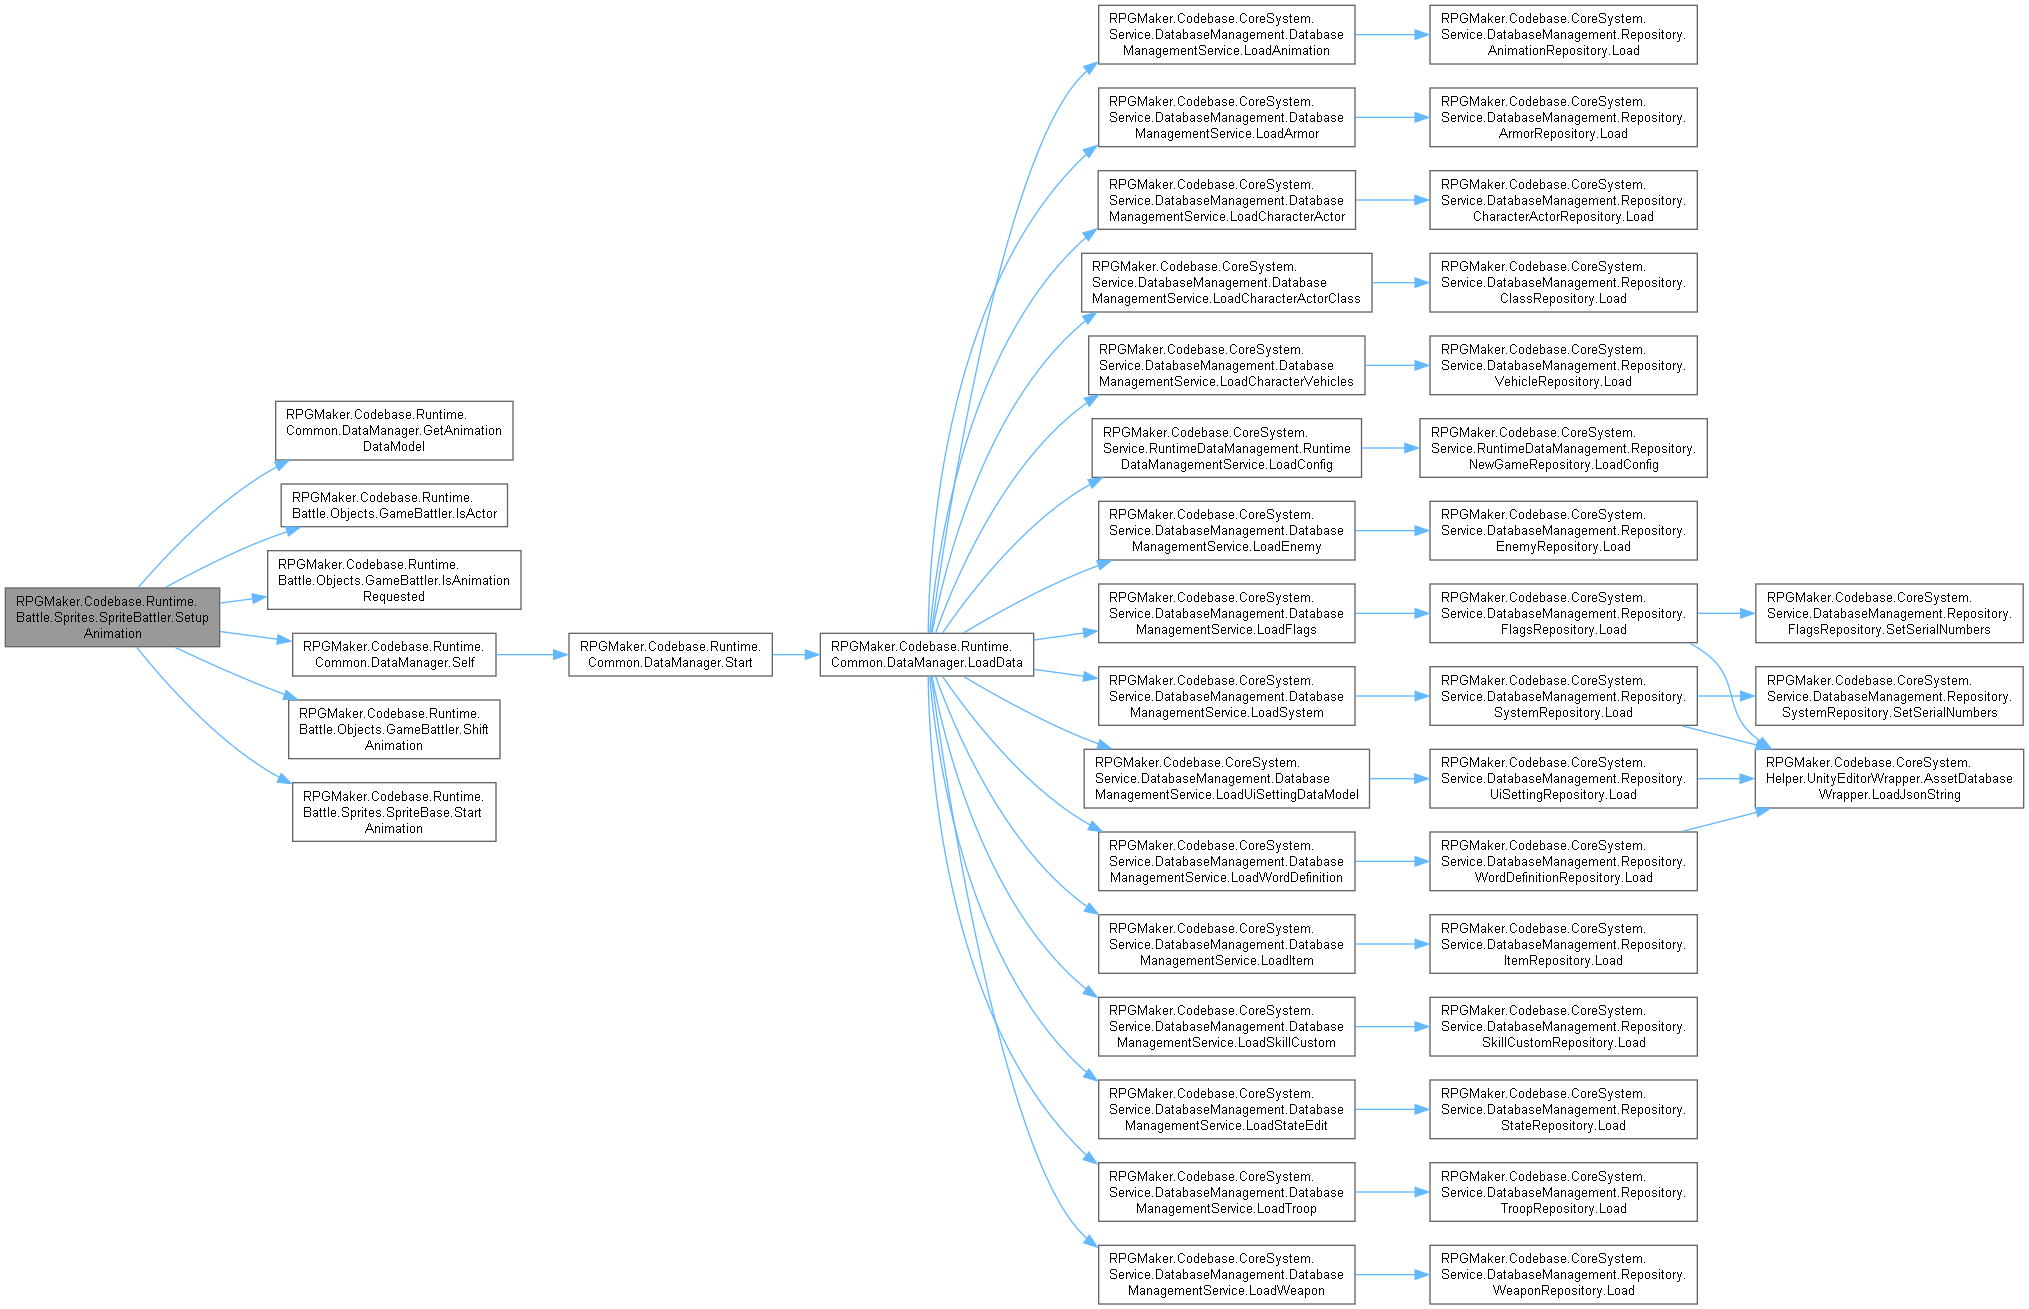 RPGMaker.Codebase.Runtime.
Battle.Sprites.SpriteBattler.Setup
Animation
RPGMaker.Codebase.Runtime.
Common.DataManager.GetAnimation
DataModel
RPGMaker.Codebase.Runtime.
Battle.Objects.GameBattler.IsActor
RPGMaker.Codebase.Runtime.
Battle.Objects.GameBattler.IsAnimation
Requested
RPGMaker.Codebase.Runtime.
Common.DataManager.Self
RPGMaker.Codebase.Runtime.
Battle.Objects.GameBattler.Shift
Animation
RPGMaker.Codebase.Runtime.
Battle.Sprites.SpriteBase.Start
Animation
RPGMaker.Codebase.Runtime.
Common.DataManager.Start
RPGMaker.Codebase.Runtime.
Common.DataManager.LoadData
RPGMaker.Codebase.CoreSystem.
Service.DatabaseManagement.Database
ManagementService.LoadAnimation
RPGMaker.Codebase.CoreSystem.
Service.DatabaseManagement.Repository.
AnimationRepository.Load
RPGMaker.Codebase.CoreSystem.
Service.DatabaseManagement.Database
ManagementService.LoadArmor
RPGMaker.Codebase.CoreSystem.
Service.DatabaseManagement.Repository.
ArmorRepository.Load
RPGMaker.Codebase.CoreSystem.
Service.DatabaseManagement.Database
ManagementService.LoadCharacterActor
RPGMaker.Codebase.CoreSystem.
Service.DatabaseManagement.Repository.
CharacterActorRepository.Load
RPGMaker.Codebase.CoreSystem.
Service.DatabaseManagement.Database
ManagementService.LoadCharacterActorClass
RPGMaker.Codebase.CoreSystem.
Service.DatabaseManagement.Repository.
ClassRepository.Load
RPGMaker.Codebase.CoreSystem.
Service.DatabaseManagement.Database
ManagementService.LoadCharacterVehicles
RPGMaker.Codebase.CoreSystem.
Service.DatabaseManagement.Repository.
VehicleRepository.Load
RPGMaker.Codebase.CoreSystem.
Service.RuntimeDataManagement.Runtime
DataManagementService.LoadConfig
RPGMaker.Codebase.CoreSystem.
Service.RuntimeDataManagement.Repository.
NewGameRepository.LoadConfig
RPGMaker.Codebase.CoreSystem.
Service.DatabaseManagement.Database
ManagementService.LoadEnemy
RPGMaker.Codebase.CoreSystem.
Service.DatabaseManagement.Repository.
EnemyRepository.Load
RPGMaker.Codebase.CoreSystem.
Service.DatabaseManagement.Database
ManagementService.LoadFlags
RPGMaker.Codebase.CoreSystem.
Service.DatabaseManagement.Repository.
FlagsRepository.Load
RPGMaker.Codebase.CoreSystem.
Service.DatabaseManagement.Repository.
FlagsRepository.SetSerialNumbers
RPGMaker.Codebase.CoreSystem.
Service.DatabaseManagement.Database
ManagementService.LoadSystem
RPGMaker.Codebase.CoreSystem.
Service.DatabaseManagement.Repository.
SystemRepository.Load
RPGMaker.Codebase.CoreSystem.
Service.DatabaseManagement.Repository.
SystemRepository.SetSerialNumbers
RPGMaker.Codebase.CoreSystem.
Service.DatabaseManagement.Database
ManagementService.LoadUiSettingDataModel
RPGMaker.Codebase.CoreSystem.
Service.DatabaseManagement.Repository.
UiSettingRepository.Load
RPGMaker.Codebase.CoreSystem.
Helper.UnityEditorWrapper.AssetDatabase
Wrapper.LoadJsonString
RPGMaker.Codebase.CoreSystem.
Service.DatabaseManagement.Database
ManagementService.LoadWordDefinition
RPGMaker.Codebase.CoreSystem.
Service.DatabaseManagement.Repository.
WordDefinitionRepository.Load
RPGMaker.Codebase.CoreSystem.
Service.DatabaseManagement.Database
ManagementService.LoadItem
RPGMaker.Codebase.CoreSystem.
Service.DatabaseManagement.Repository.
ItemRepository.Load
RPGMaker.Codebase.CoreSystem.
Service.DatabaseManagement.Database
ManagementService.LoadSkillCustom
RPGMaker.Codebase.CoreSystem.
Service.DatabaseManagement.Repository.
SkillCustomRepository.Load
RPGMaker.Codebase.CoreSystem.
Service.DatabaseManagement.Database
ManagementService.LoadStateEdit
RPGMaker.Codebase.CoreSystem.
Service.DatabaseManagement.Repository.
StateRepository.Load
RPGMaker.Codebase.CoreSystem.
Service.DatabaseManagement.Database
ManagementService.LoadTroop
RPGMaker.Codebase.CoreSystem.
Service.DatabaseManagement.Repository.
TroopRepository.Load
RPGMaker.Codebase.CoreSystem.
Service.DatabaseManagement.Database
ManagementService.LoadWeapon
RPGMaker.Codebase.CoreSystem.
Service.DatabaseManagement.Repository.
WeaponRepository.Load